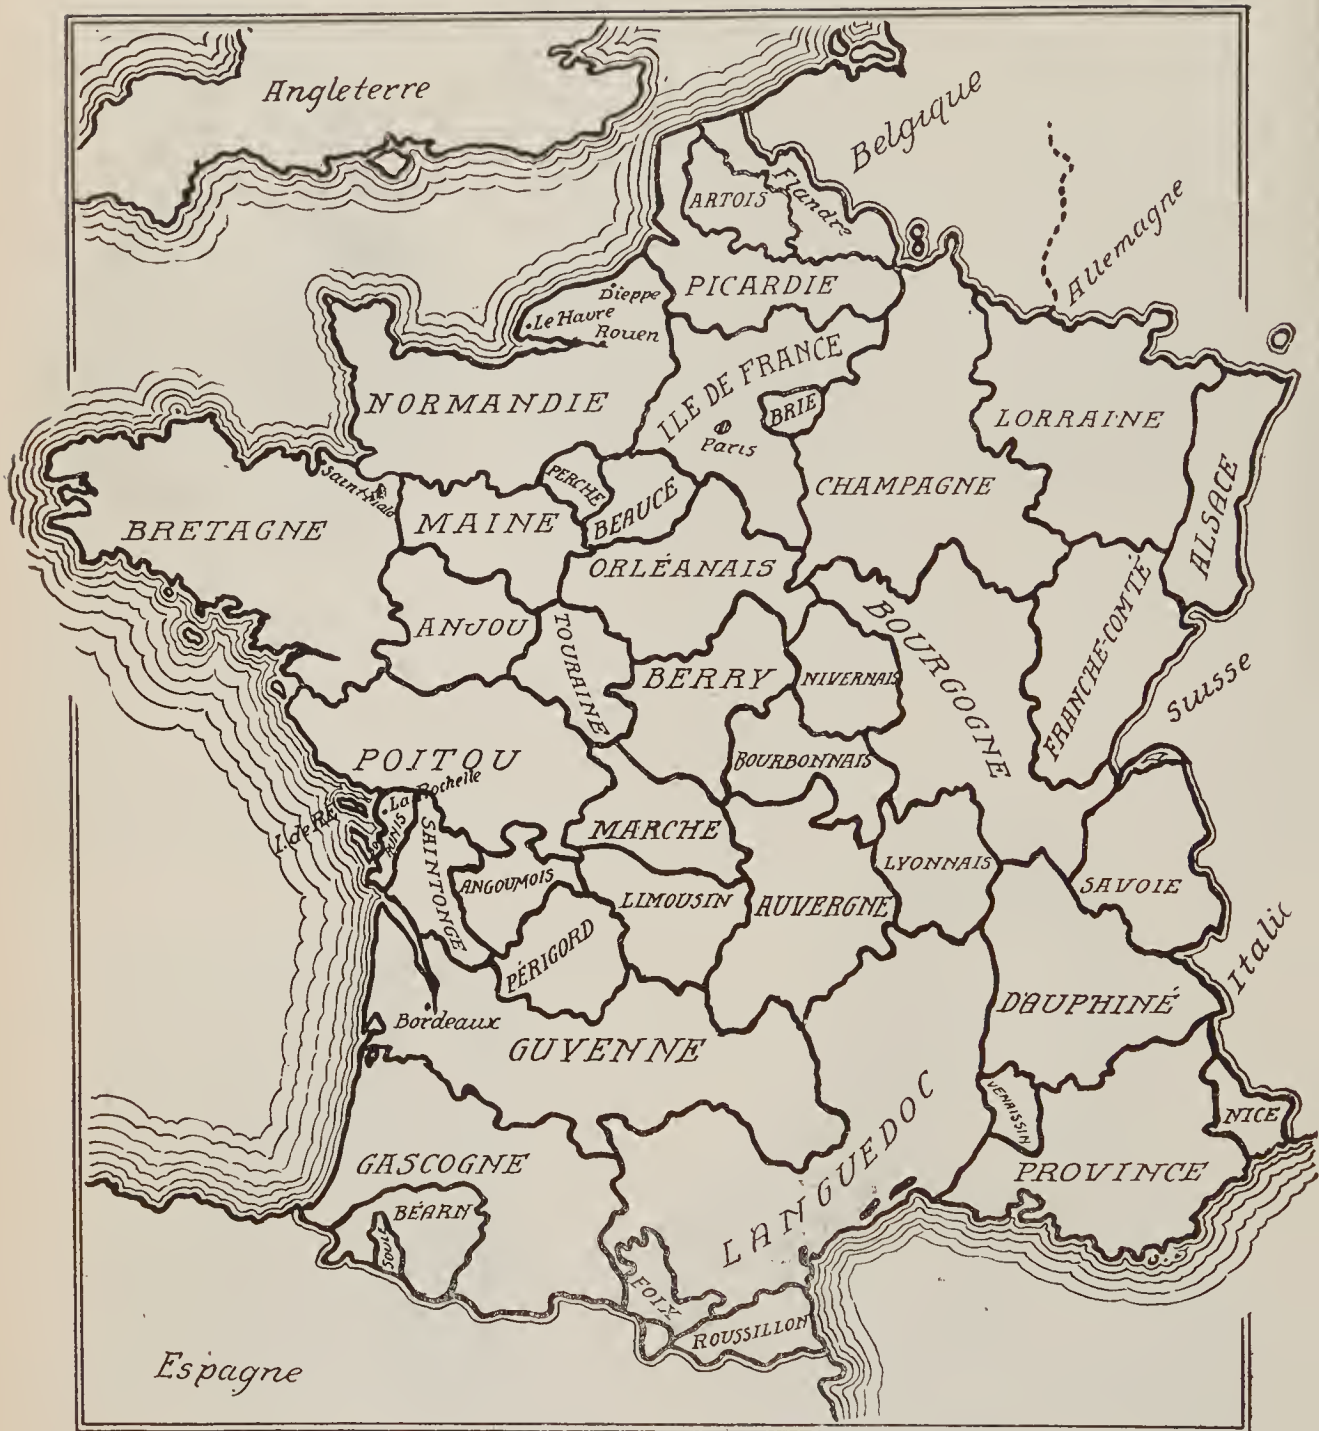 Angleterre
Belgique
Allemagne
ARTOIS
Flandre
PICARDIE
Dieppe
Le Havre
Rouen
NORMANDIE
ILE DE FRANCE
BRIE
Paris
LORRAINE
ALSACE
CHAMPAGNE
PERCHE
BEAUCE
Saint-Malo
BRETAGNE
MAINE
ORLÉANAIS
ANJOU
TOURAINE
BERRY
NIVERNAIS
BOURGOGNE
FRANCHE-COMTÉ
Suisse
POITOU
La Rochelle
I. de RÉ
AUNIS
SAINTONGE
ANGOUMOIS
BOURBONNAIS
MARCHE
LIMOUSIN
AUVERGNE
LYONNAIS
SAVOIE
Italie
PÉRIGORD
Bordeaux
GUYENNE
DAUPHINÉ
VENAISSIN
NICE
PROVINCE
LANGUEDOC
GASCOGNE
BÉARN
SOULE
FOIX
ROUSSILLON
Espagne